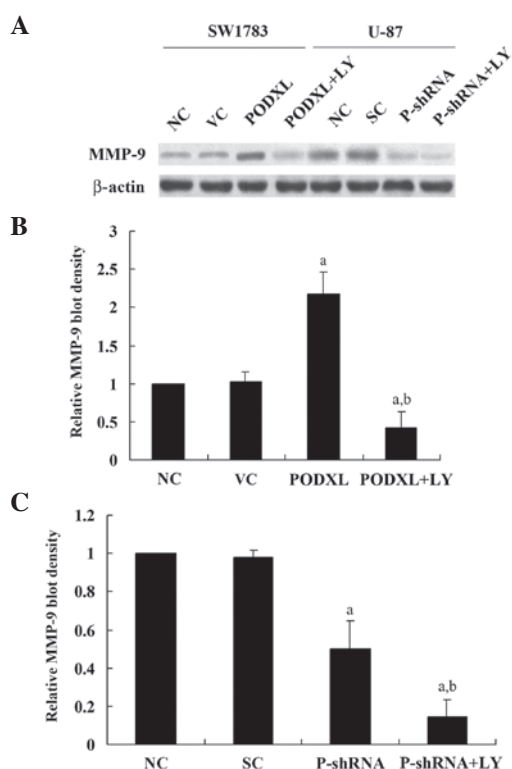 A
SW1783 U-87
NC VC PODXL PODXL+LY NC SC P-shRNA P-shRNA+LY
MMP-9
β-actin
B
Relative MMP-9 blot density
3
2.5
2
1.5
1
0.5
0
a
a,b
NC VC PODXL PODXL+LY
C
Relative MMP-9 blot density
1.2
1
0.8
0.6
0.4
0.2
0
a
a,b
NC SC P-shRNA P-shRNA+LY